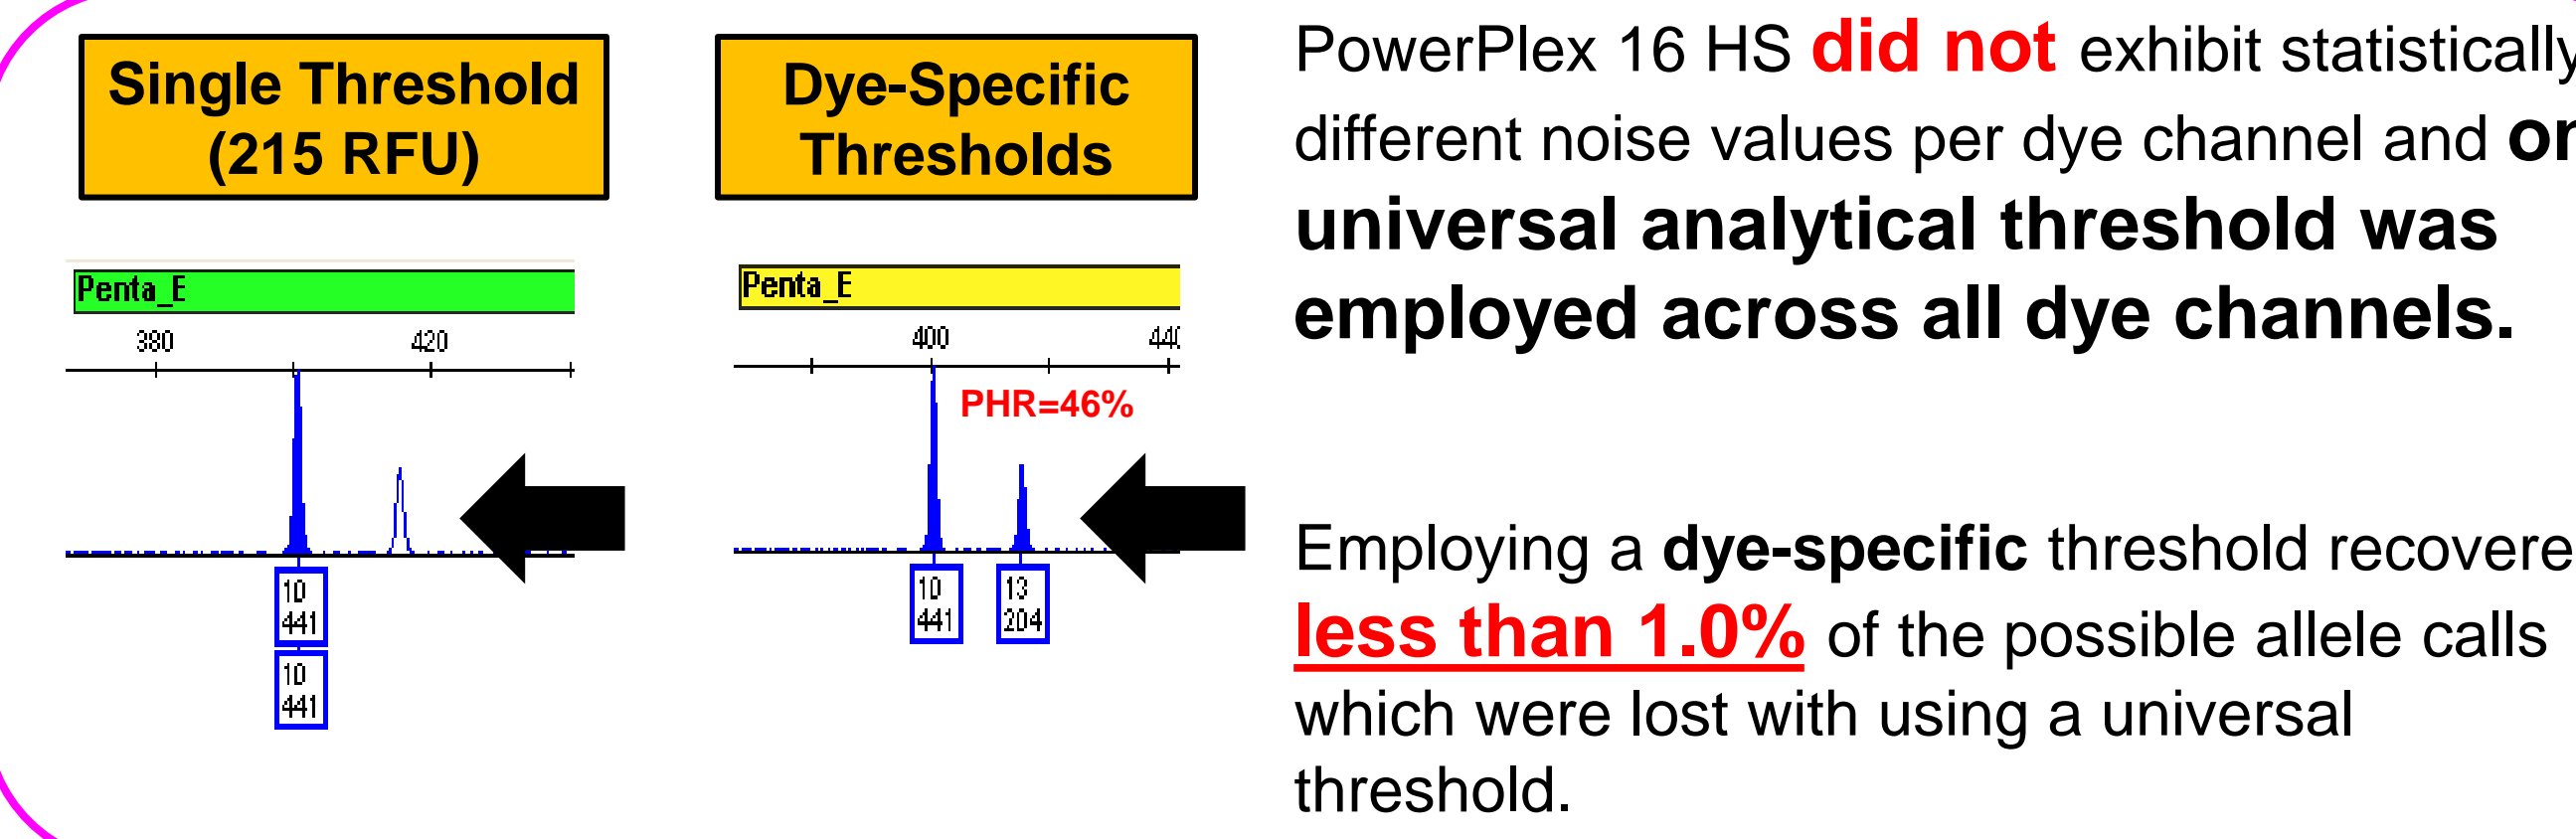 Single Threshold
(215 RFU)
Dye-Specific
Thresholds
Penta_E
380 420
10
441
10
441
Penta_E
400
PHR=46%
10
441
13
204
PowerPlex 16 HS did not exhibit statistically
different noise values per dye channel and
universal analytical threshold was
employed across all dye channels.
Employing a dye-specific threshold
less than 1.0% of the possible allele calls
which were lost with using a universal
threshold.